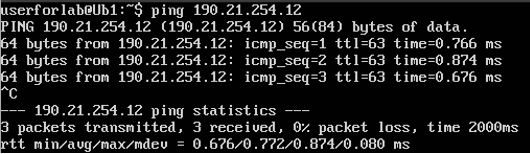 userforlab@Ub1:~$ ping 190.21.254.12
PING 190.21.254.12 (190.21.254.12) 56(84) bytes of data.
64 bytes from 190.21.254.12: icmp_seq=1 ttl=63 time=0.766 ms
64 bytes from 190.21.254.12: icmp_seq=2 ttl=63 time=0.874 ms
64 bytes from 190.21.254.12: icmp_seq=3 ttl=63 time=0.676 ms
^C
--- 190.21.254.12 ping statistics ---
3 packets transmitted, 3 received, 0% packet loss, time 2000ms
rtt min/avg/max/mdev = 0.676/0.772/0.874/0.080 ms